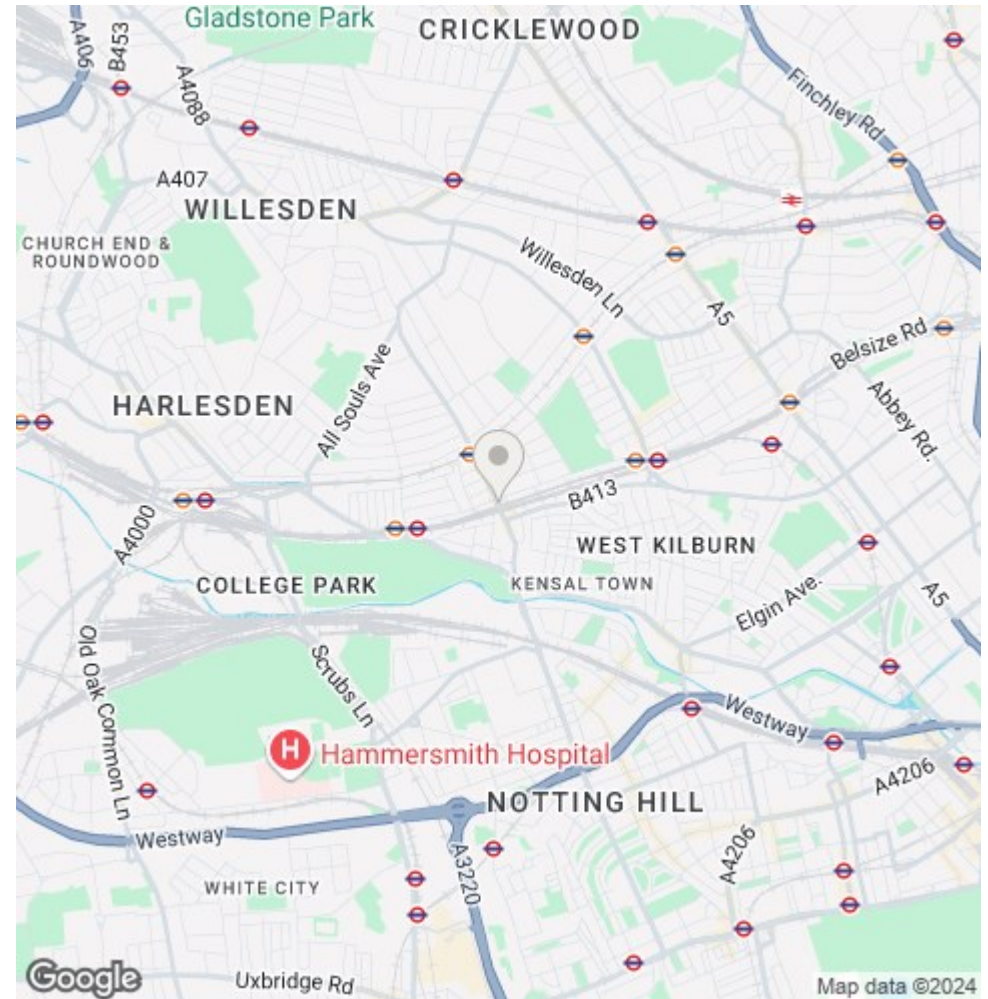 Gladstone Park
CRICKLEWOOD
A406
B453
A4088
Finchley Rd
A407
WILLESDEN
CHURCH END &
ROUNDWOOD
Willesden Ln
A5
Belsize Rd
All Souls Ave
HARLESDEN
Abbey Rd.
B413
A4000
WEST KILBURN
COLLEGE PARK
KENSAL TOWN
Elgin Ave.
A5
Old Oak Common Ln
Scrubs Ln
Westway
H
Hammersmith Hospital
A4206
NOTTING HILL
Westway
A3220
A4206
WHITE CITY
Uxbridge Rd
Google
Map data ©2024